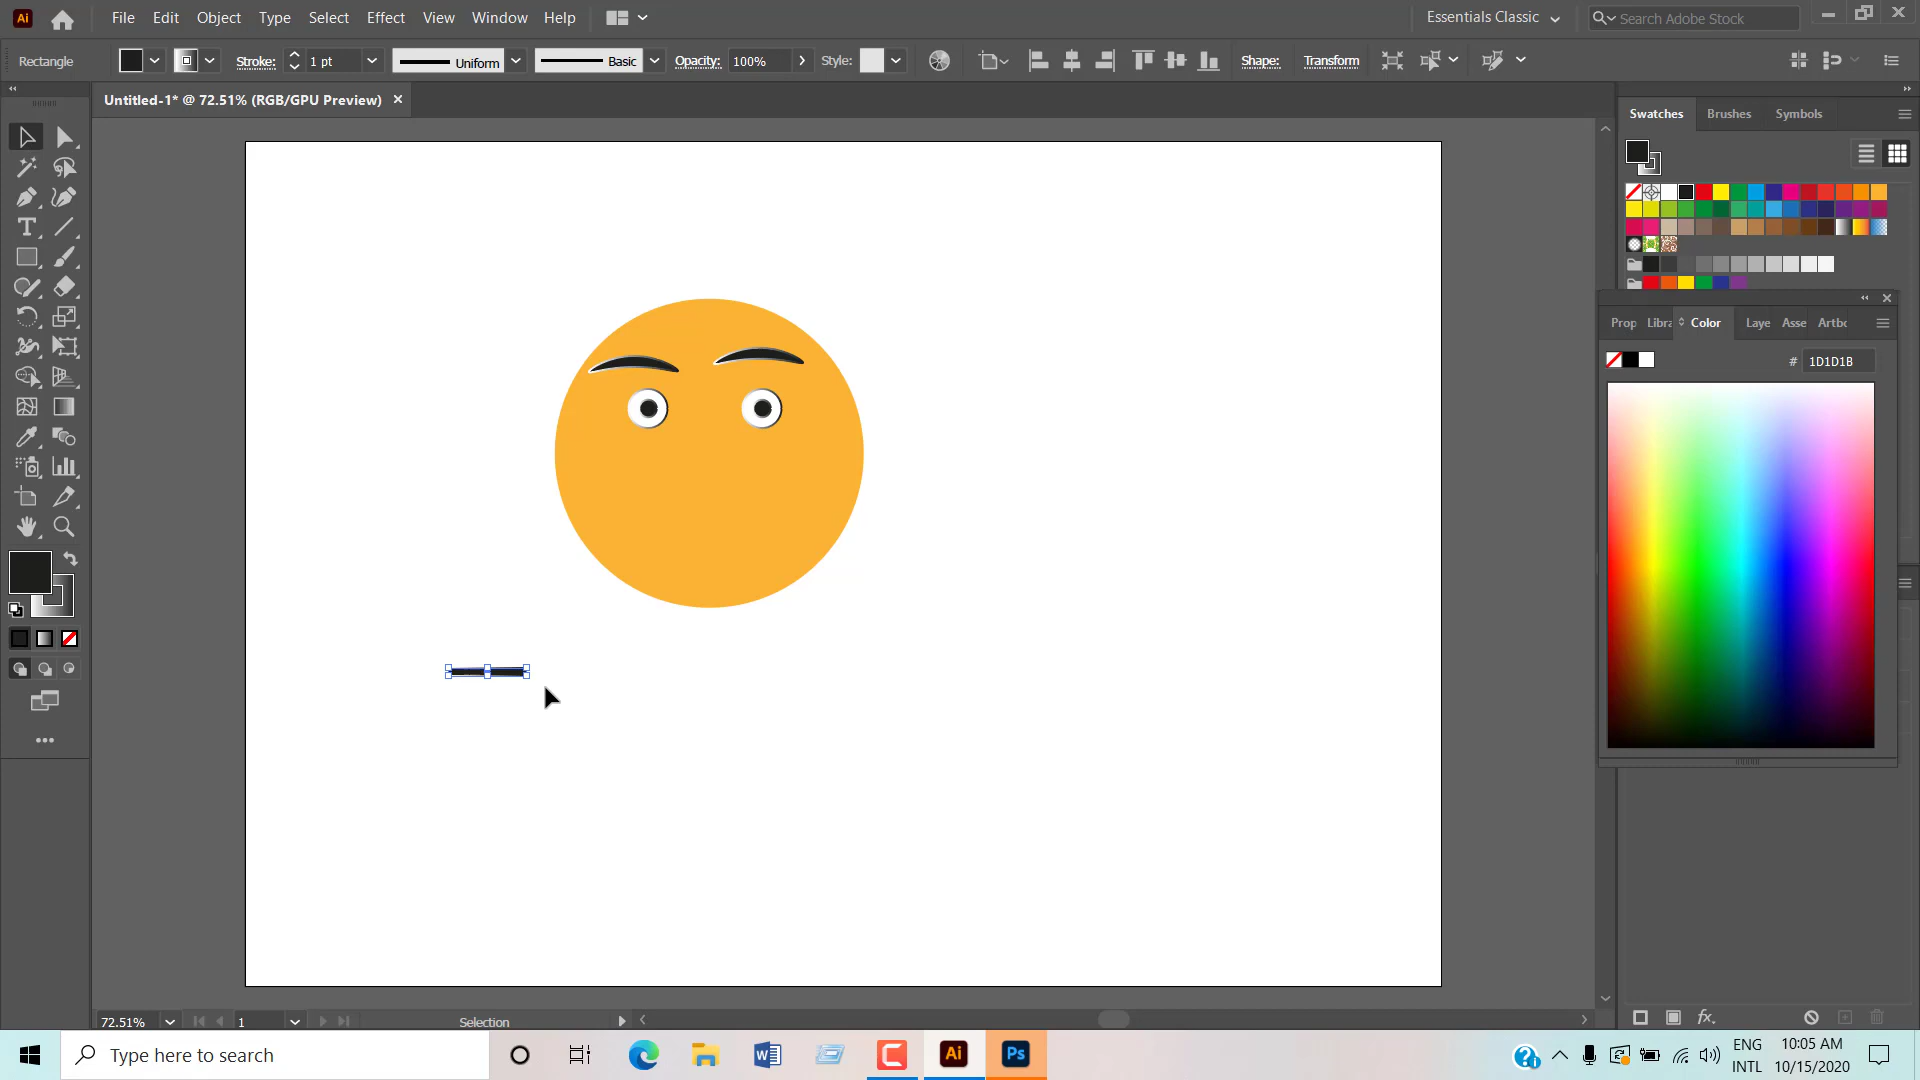 Ai File Edit Object Type Select Effect View Window Help Essentials Classic Search Adobe Stock
Rectangle Stroke: 1 pt Uniform Basic Opacity: 100% Style: Shape: Transform
Untitled-1* @ 72.51% (RGB/GPU Preview)
Swatches Brushes Symbols
Prop Libra Color Laye Asse Artbo
# 1D1D1B
T
fx.
72.51% 1 Selection
Type here to search
Ai Ps
ENG
INTL
10:05 AM
10/15/2020